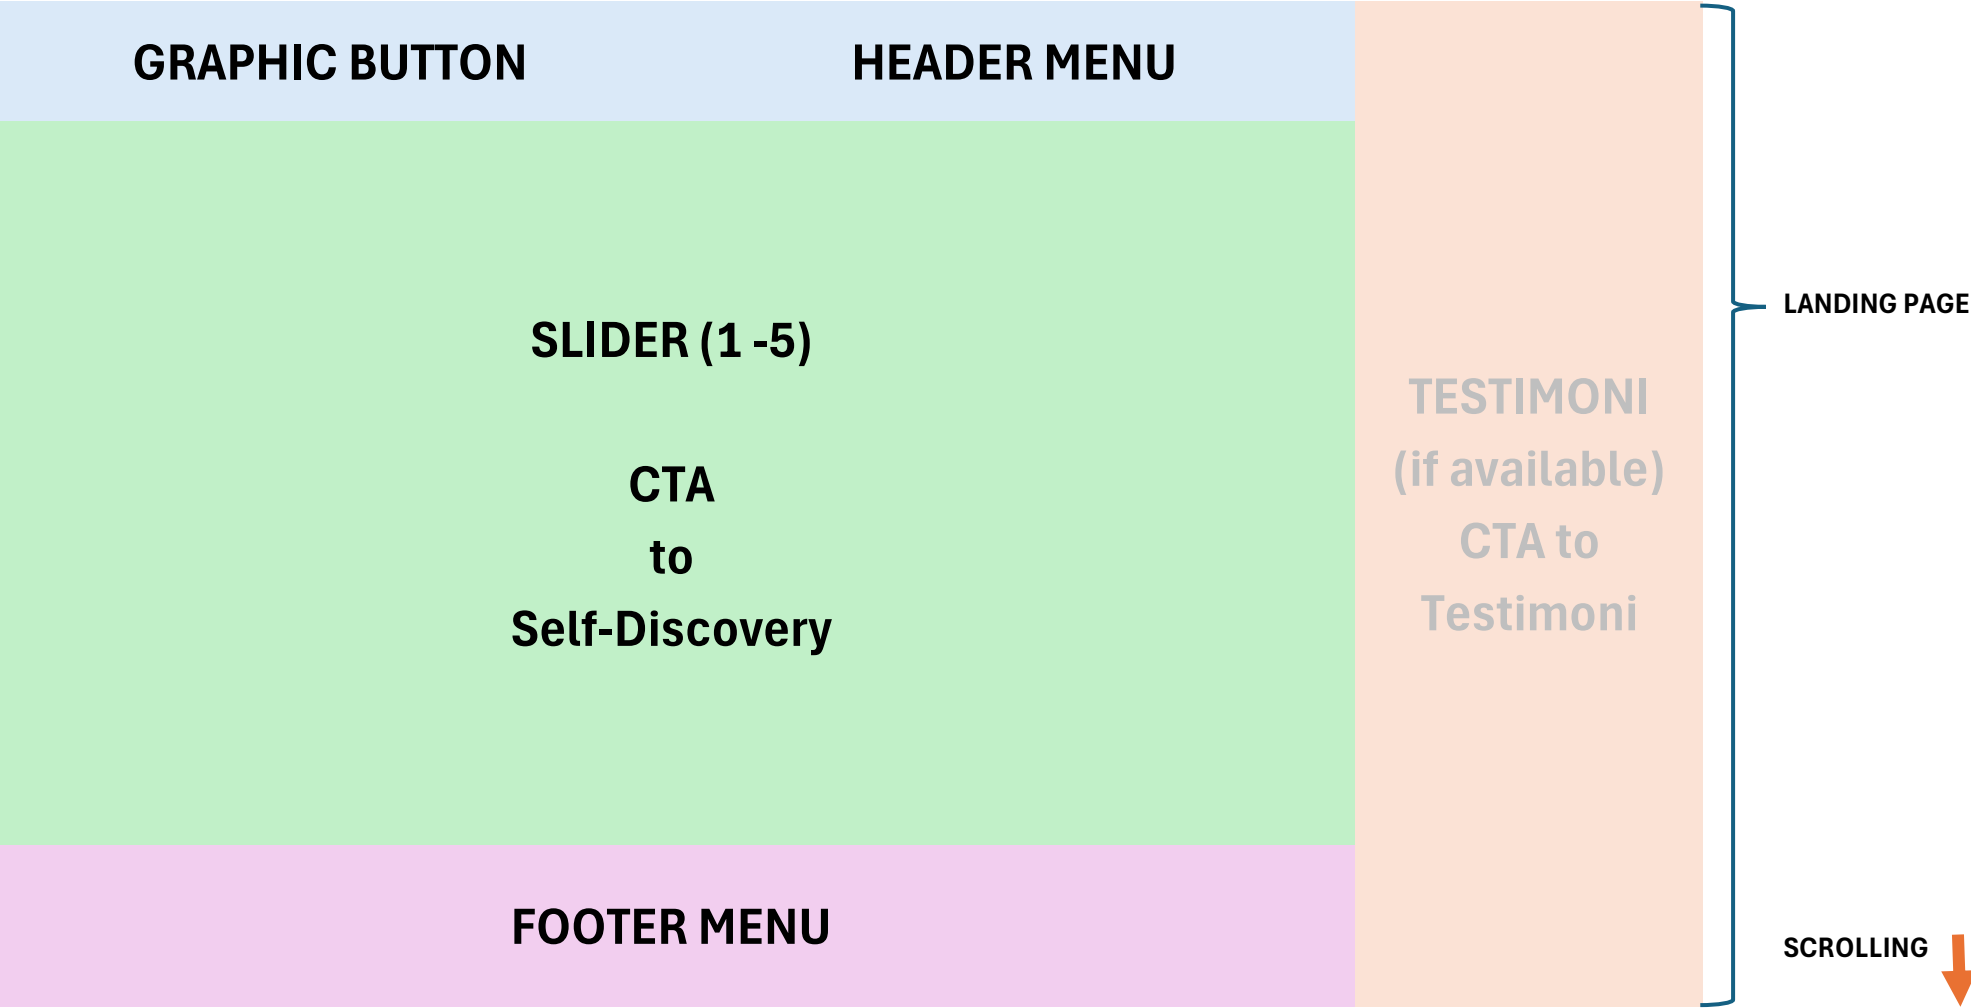 GRAPHIC BUTTON
HEADER MENU
SLIDER (1 -5)
CTA
to
Self-Discovery
TESTIMONI
(if available)
CTA to
Testimoni
LANDING PAGE
FOOTER MENU
SCROLLING